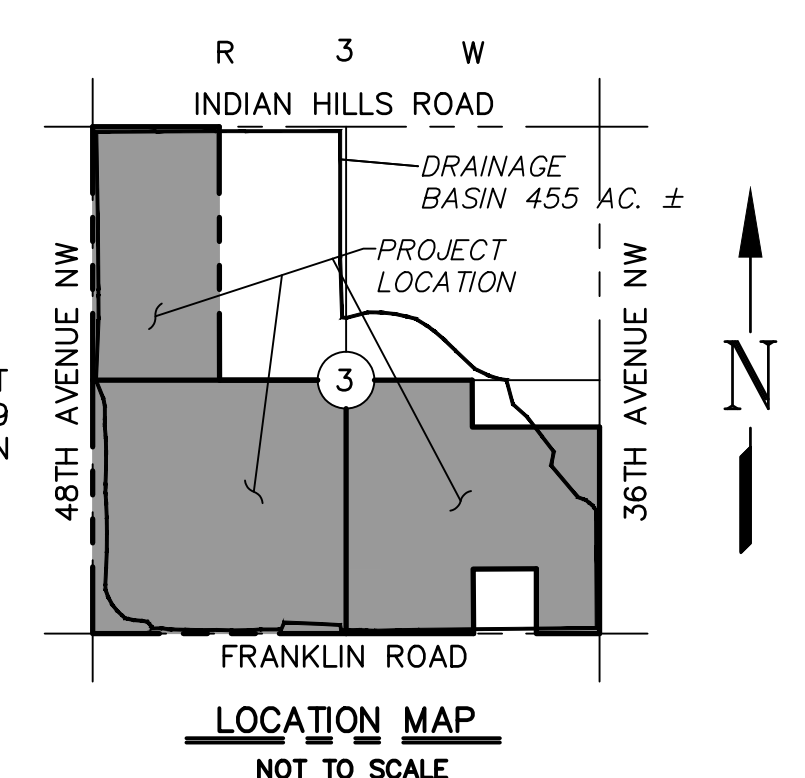 R 3 W
INDIAN HILLS ROAD
DRAINAGE
BASIN 455 AC. ±
PROJECT
LOCATION
48TH AVENUE NW
36TH AVENUE NW
N
3
T
9
N
FRANKLIN ROAD
LOCATION MAP
NOT TO SCALE